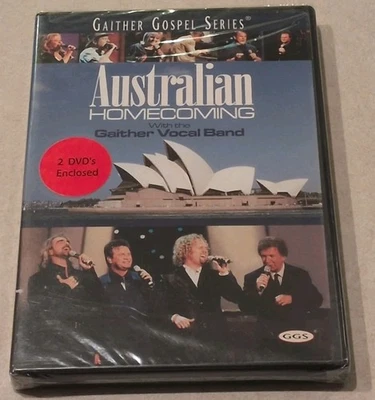 GAITHER GOSPEL SERIES®
Australian
HOMECOMING
With the
Gaither Vocal Band
2 DVD's
Enclosed
GGS